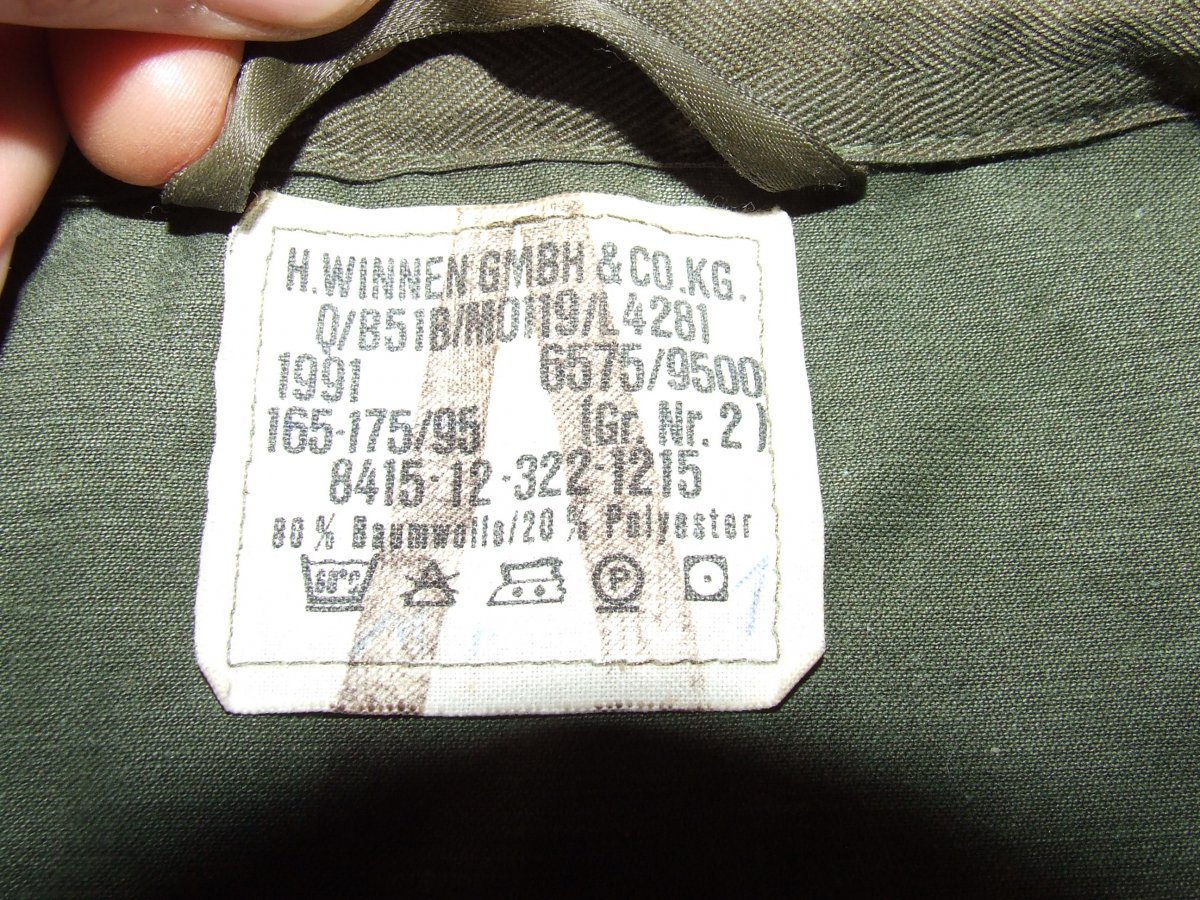 H.WINNEN GMBH & CO.KG.
Q/B51B/M0119/L4281
1991 6575/9500
165-175/95 (Gr. Nr. 2)
8415-12-322-1215
80 % Baumwolle/20 % Polyester
60°C P